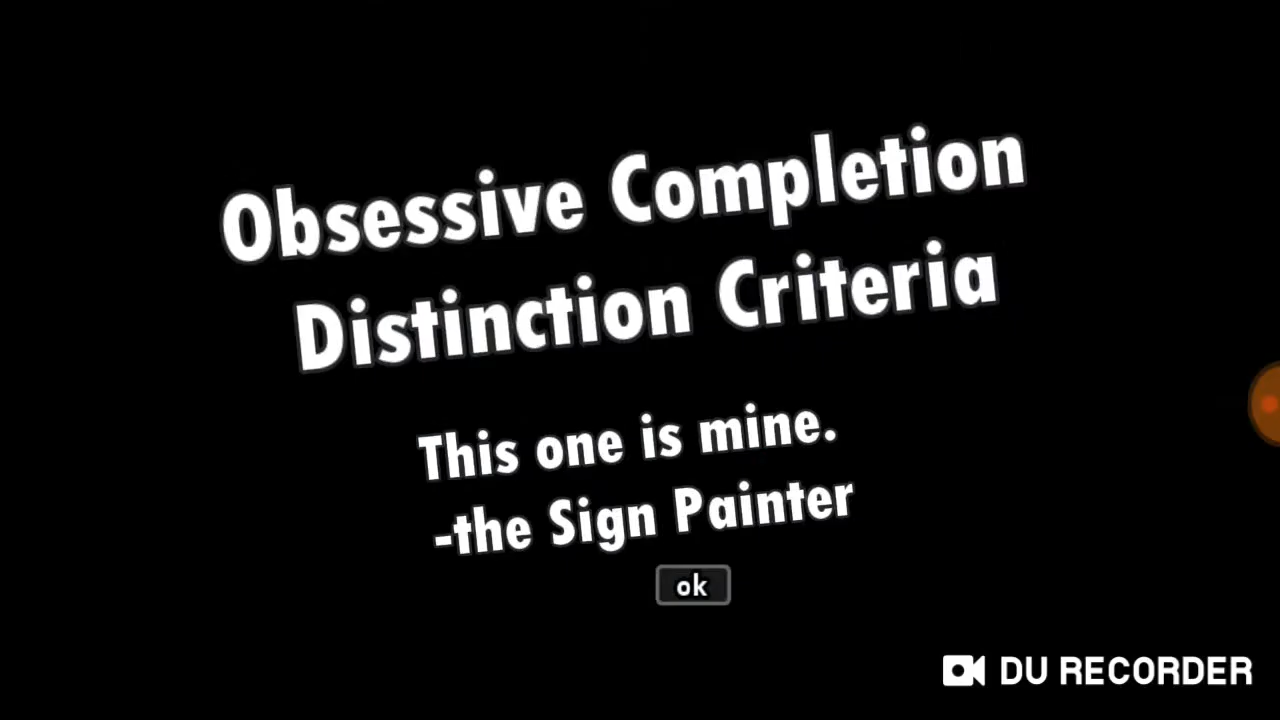 Obsessive Completion
Distinction Criteria
This one is mine.
-the Sign Painter
ok
DU RECORDER